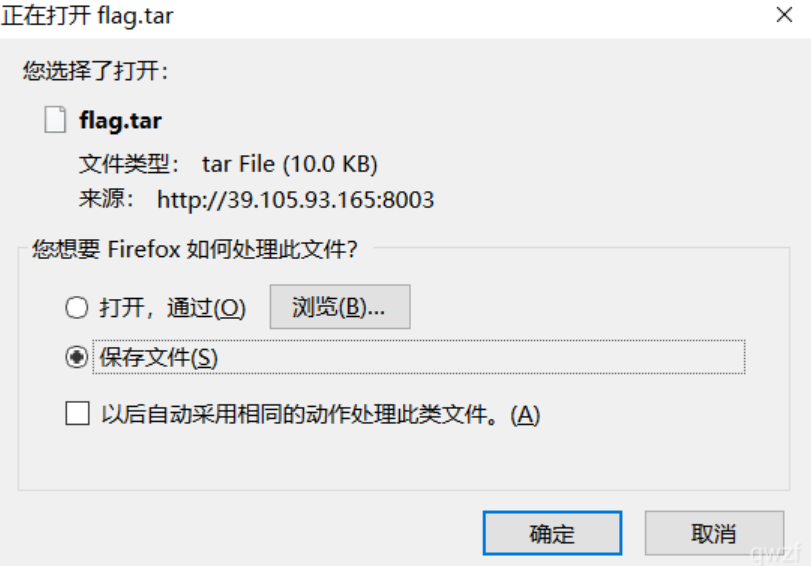 正在打开 flag.tar
您选择了打开：
flag.tar
文件类型： tar File (10.0 KB)
来源： http://39.105.93.165:8003
您想要 Firefox 如何处理此文件？
打开，通过(O) 浏览(B)...
保存文件(S)
以后自动采用相同的动作处理此类文件。(A)
确定 取消
qwzf